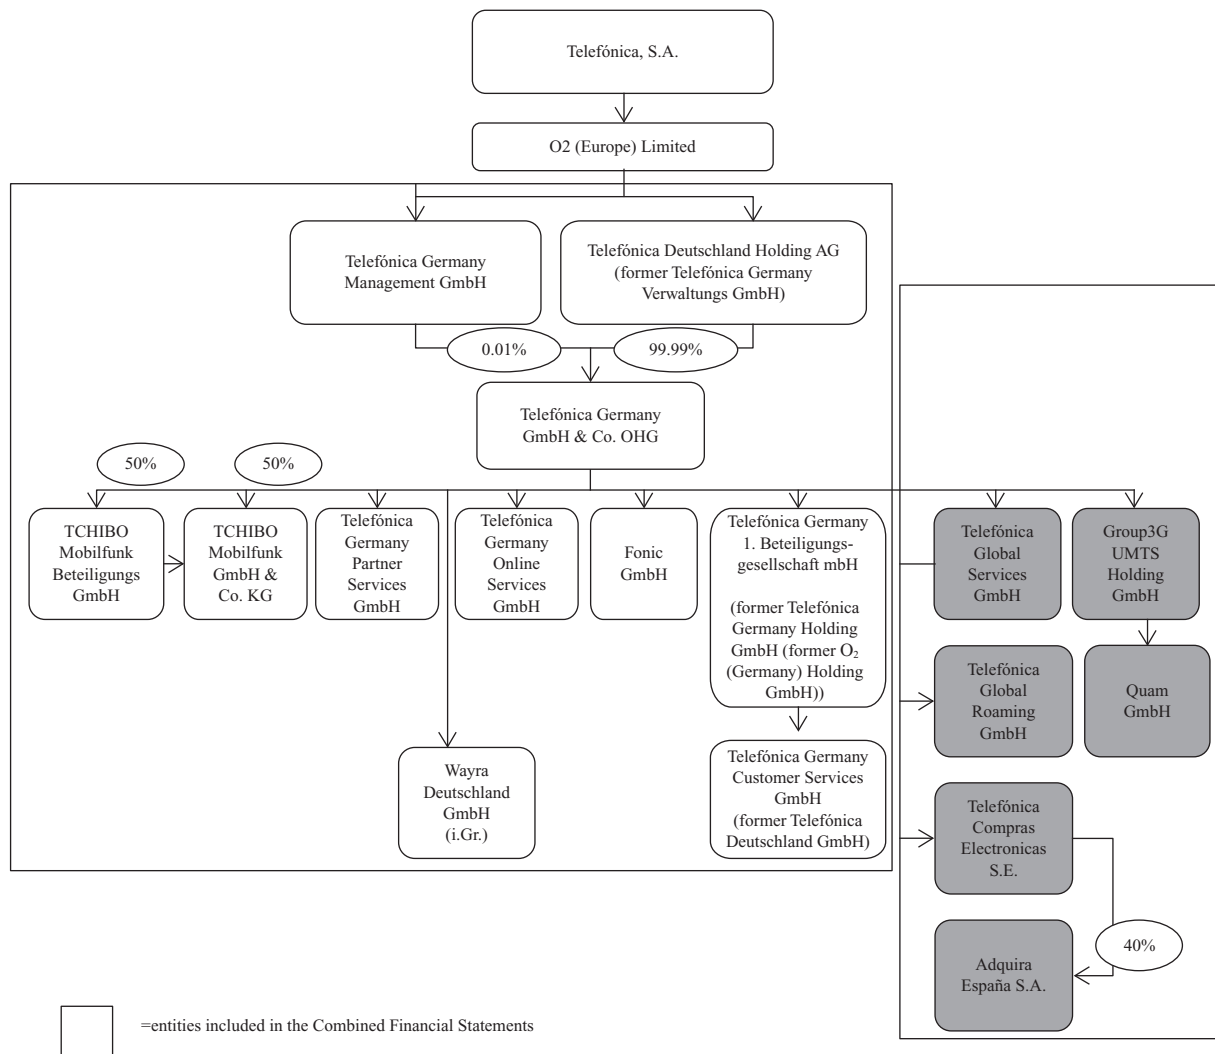 Telefónica, S.A.
O2 (Europe) Limited
Telefónica Germany
Management GmbH
Telefónica Deutschland Holding AG
(former Telefónica Germany
Verwaltungs GmbH)
0.01%
99.99%
Telefónica Germany
GmbH & Co. OHG
50%
50%
TCHIBO
Mobilfunk
Beteiligungs
GmbH
TCHIBO
Mobilfunk
GmbH &
Co. KG
Telefónica
Germany
Partner
Services
GmbH
Telefónica
Germany
Online
Services
GmbH
Fonic
GmbH
Telefónica Germany
1. Beteiligungs-
gesellschaft mbH
(former Telefónica
Germany Holding
GmbH (former O₂
(Germany) Holding
GmbH))
Telefónica
Global
Services
GmbH
Group3G
UMTS
Holding
GmbH
Telefónica
Global
Roaming
GmbH
Quam
GmbH
Wayra
Deutschland
GmbH
(i.Gr.)
Telefónica Germany
Customer Services
GmbH
(former Telefónica
Deutschland GmbH)
Telefónica
Compras
Electronicas
S.E.
40%
Adquira
España S.A.
=entities included in the Combined Financial Statements